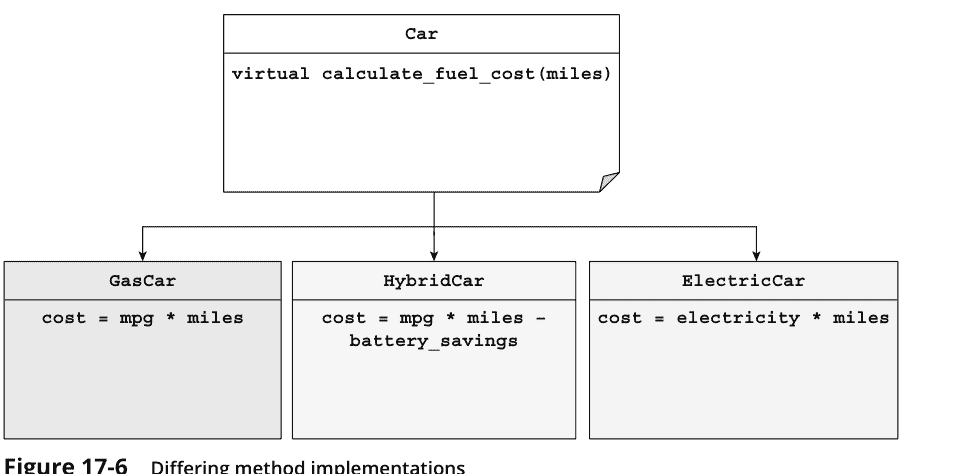 Car
virtual calculate_fuel_cost(miles)
GasCar
cost = mpg * miles
HybridCar
cost = mpg * miles –
battery_savings
ElectricCar
cost = electricity * miles
Figure 17-6 Differing method implementations